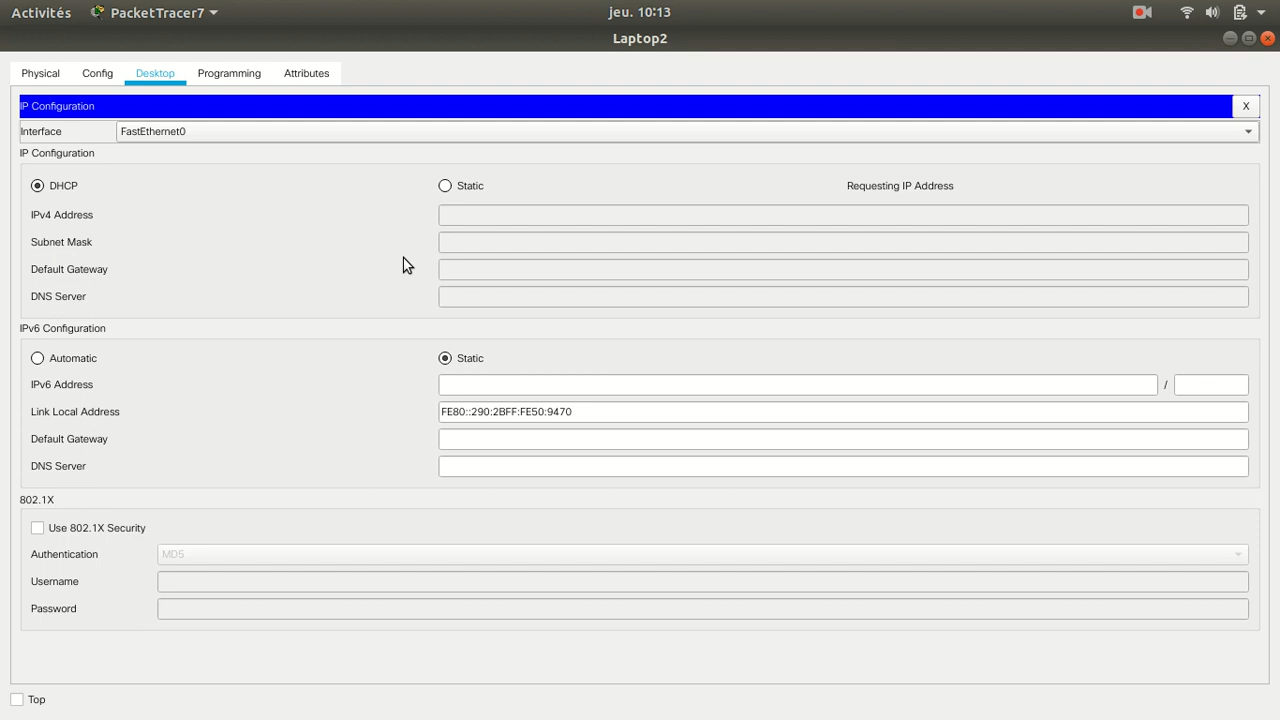 Activités PacketTracer7 jeu. 10:13
Laptop2
Physical Config Desktop Programming Attributes
IP Configuration X
Interface FastEthernet0
IP Configuration
DHCP Static Requesting IP Address
IPv4 Address
Subnet Mask
Default Gateway
DNS Server
IPv6 Configuration
Automatic Static
IPv6 Address /
Link Local Address FE80::290:2BFF:FE50:9470
Default Gateway
DNS Server
802.1X
Use 802.1X Security
Authentication MD5
Username
Password
Top